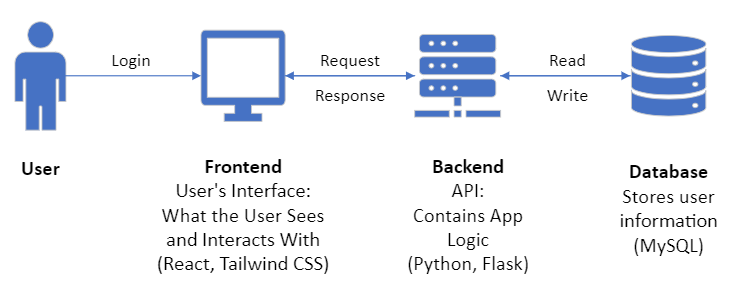 Login
Request
Response
Read
Write
User
Frontend
User's Interface:
What the User Sees
and Interacts With
(React, Tailwind CSS)
Backend
API:
Contains App
Logic
(Python, Flask)
Database
Stores user
information
(MySQL)